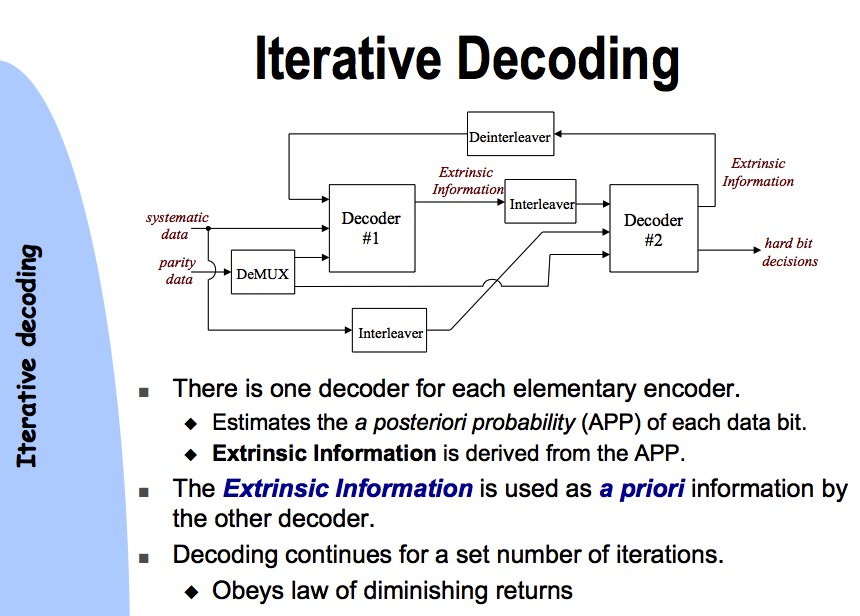 Iterative Decoding
Deinterleaver
Extrinsic
Information
Extrinsic
Information
Interleaver
systematic
data
Decoder
#1
Decoder
#2
hard bit
decisions
parity
data
DeMUX
Interleaver
Iterative decoding
There is one decoder for each elementary encoder.
Estimates the a posteriori probability (APP) of each data bit.
Extrinsic Information is derived from the APP.
The Extrinsic Information is used as a priori information by
the other decoder.
Decoding continues for a set number of iterations.
Obeys law of diminishing returns